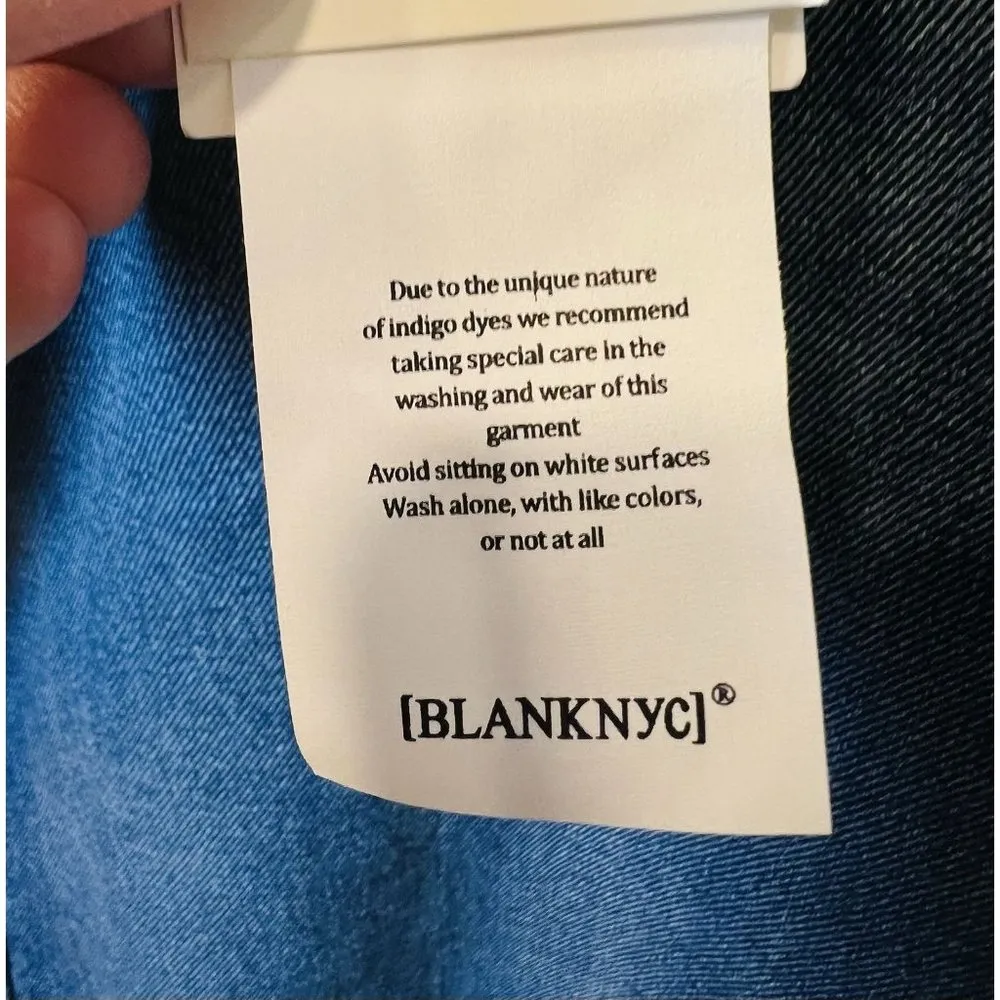 Due to the unique nature
of indigo dyes we recommend
taking special care in the
washing and wear of this
garment
Avoid sitting on white surfaces
Wash alone, with like colors,
or not at all
[BLANKNYC]®